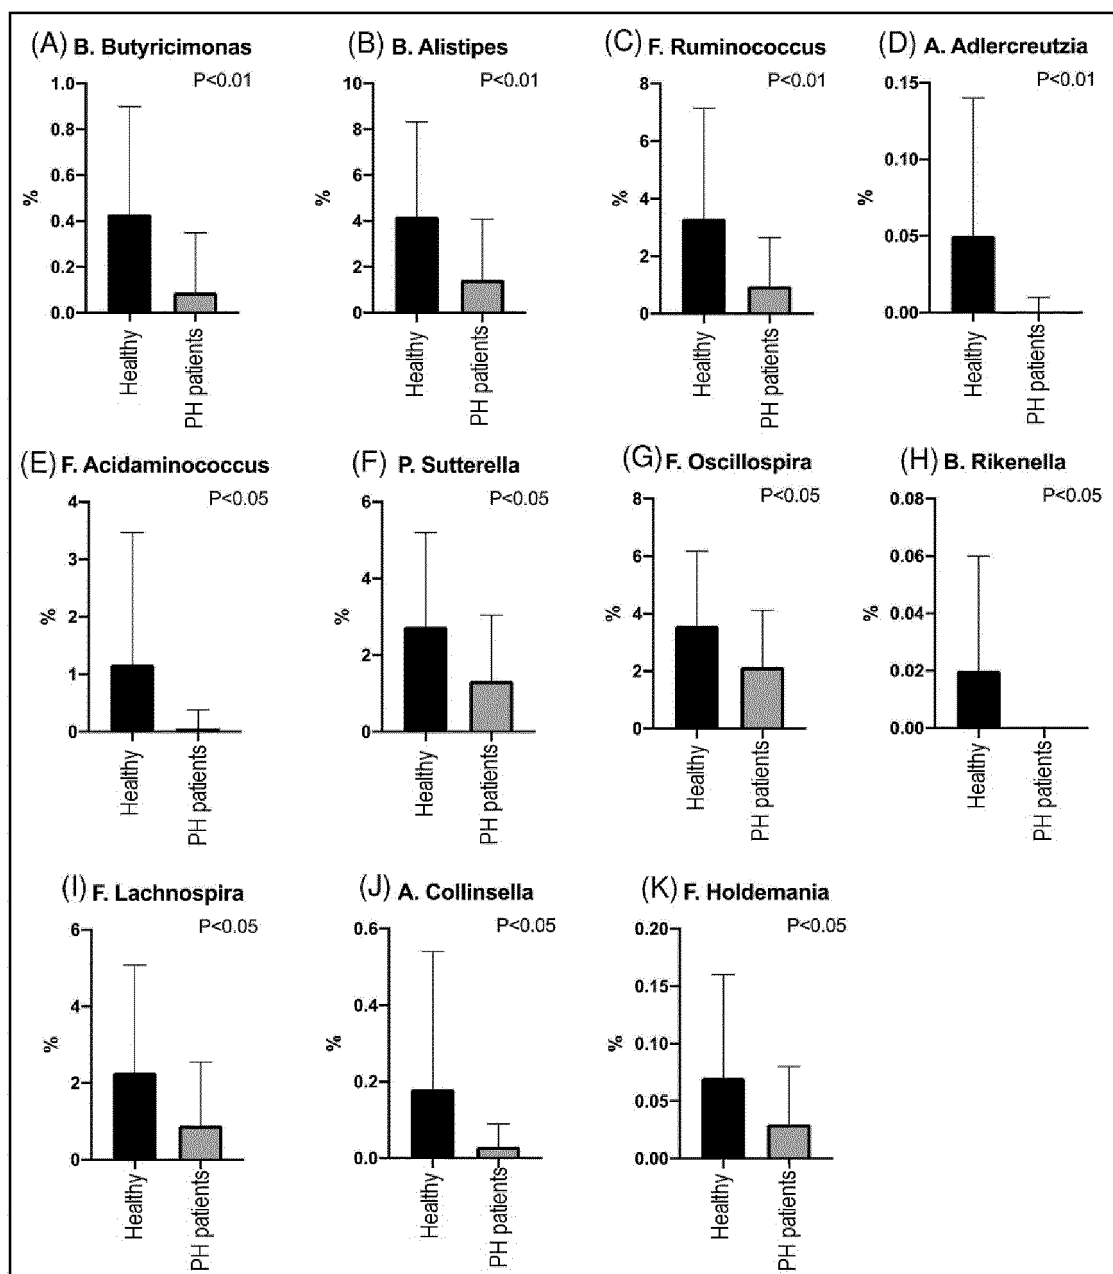 (A) B. Butyricimonas
P<0.01
1.0
0.8
0.6
0.4
0.2
0.0
%
Healthy
PH patients
(B) B. Alistipes
P<0.01
10
8
6
4
2
0
%
Healthy
PH patients
(C) F. Ruminococcus
P<0.01
8
6
4
2
0
%
Healthy
PH patients
(D) A. Adlercreutzia
P<0.01
0.15
0.10
0.05
0.00
%
Healthy
PH patients
(E) F. Acidaminococcus
P<0.05
4
3
2
1
0
%
Healthy
PH patients
(F) P. Sutterella
P<0.05
6
4
2
0
%
Healthy
PH patients
(G) F. Oscillospira
P<0.05
8
6
4
2
0
%
Healthy
PH patients
(H) B. Rikenella
P<0.05
0.08
0.06
0.04
0.02
0.00
%
Healthy
PH patients
(I) F. Lachnospira
P<0.05
6
4
2
0
%
Healthy
PH patients
(J) A. Collinsella
P<0.05
0.6
0.4
0.2
0.0
%
Healthy
PH patients
(K) F. Holdemania
P<0.05
0.20
0.15
0.10
0.05
0.00
%
Healthy
PH patients